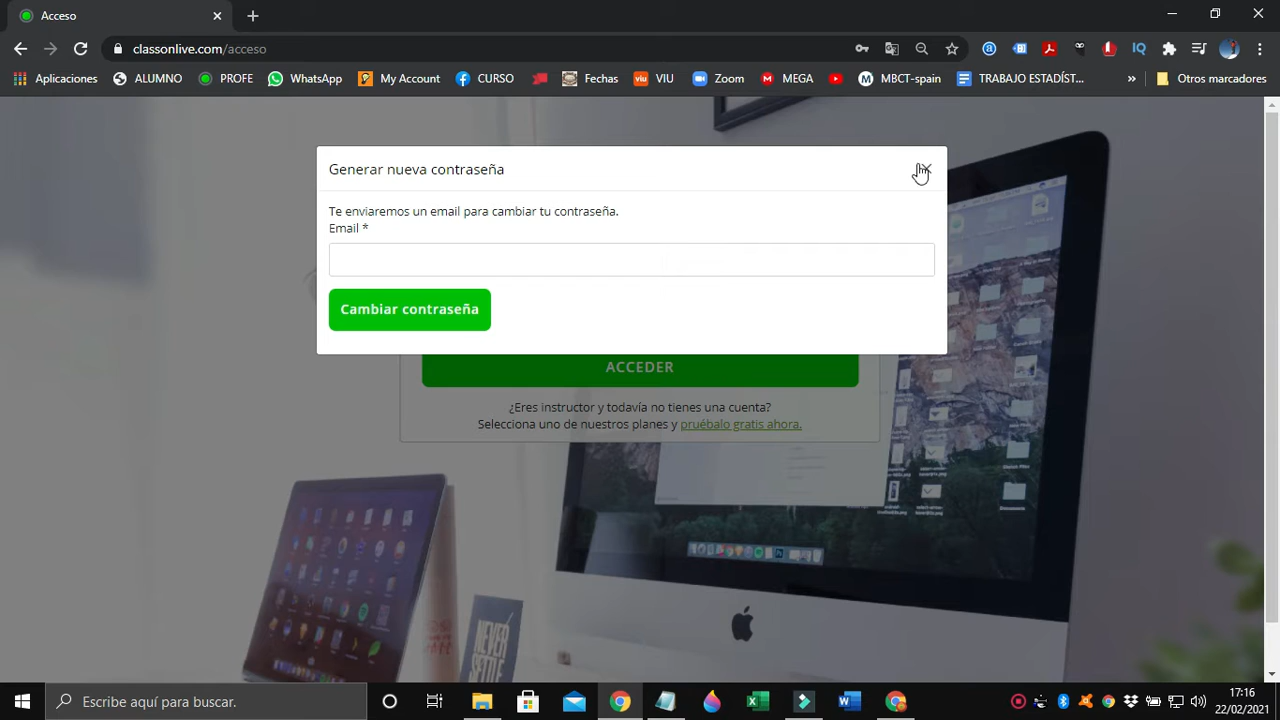 Acceso
classonlive.com/acceso
Aplicaciones ALUMNO PROFE WhatsApp My Account CURSO Fechas viu VIU Zoom MEGA MBCT-spain TRABAJO ESTADÍST... » Otros marcadores
Generar nueva contraseña
Te enviaremos un email para cambiar tu contraseña.
Email *
Cambiar contraseña
ACCEDER
¿Eres instructor y todavía no tienes una cuenta?
Selecciona uno de nuestros planes y pruébalo gratis ahora.
NEVER
SETTLE
Escribe aquí para buscar.
17:16
22/02/2021